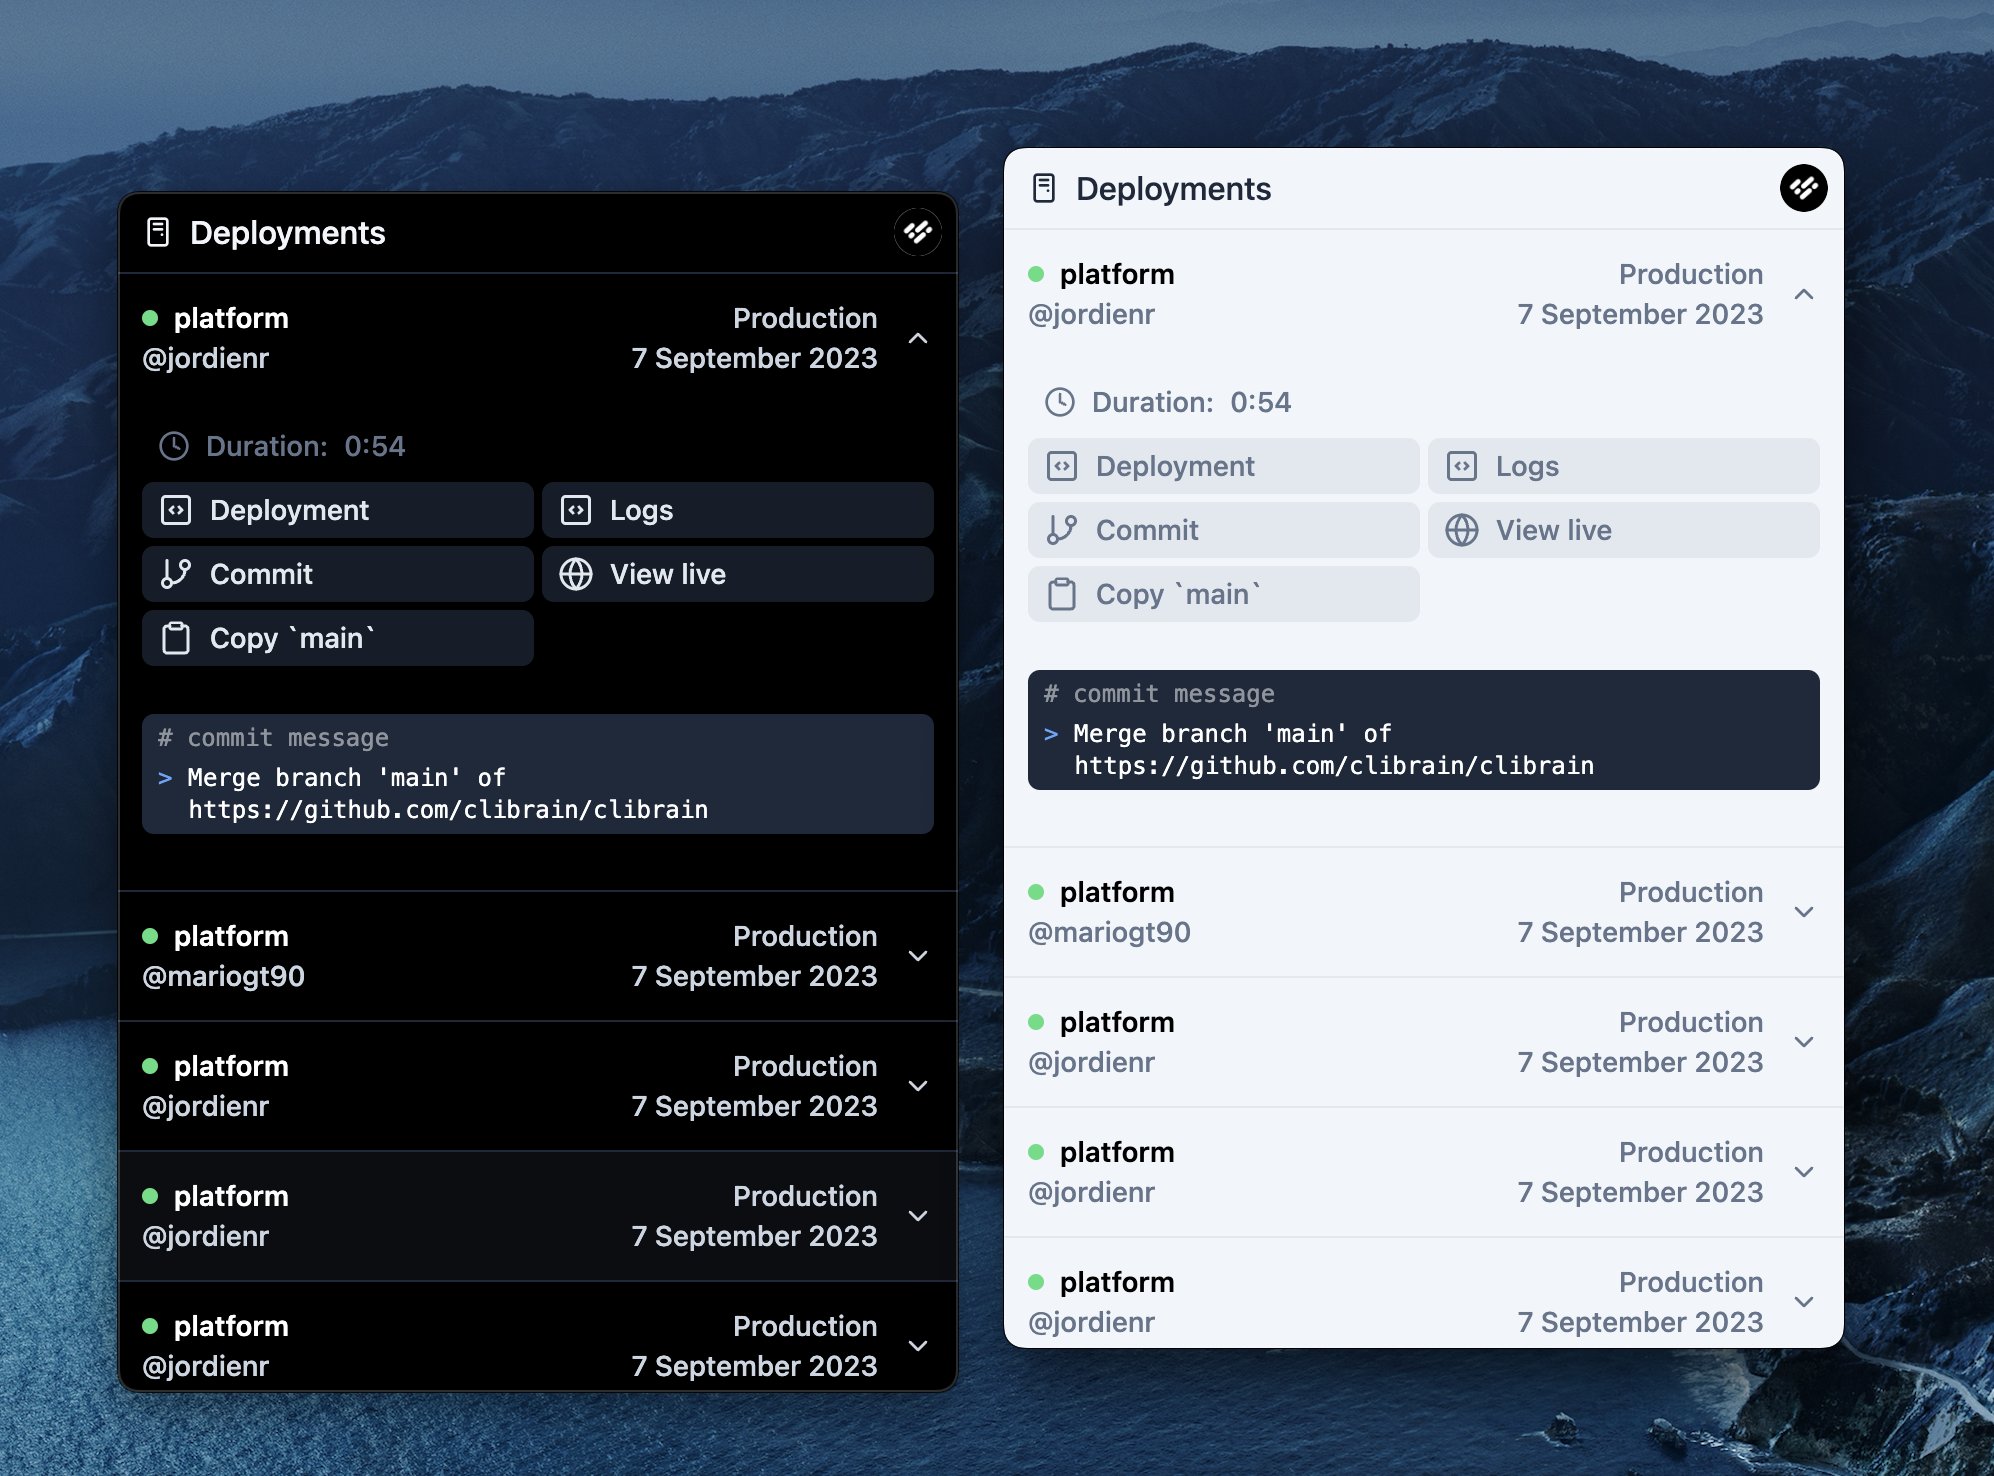 Deployments
platform Production
@jordienr 7 September 2023
Duration: 0:54
Deployment Logs
Commit View live
Copy `main`
# commit message
> Merge branch 'main' of
https://github.com/clibrain/clibrain
platform Production
@mariogt90 7 September 2023
platform Production
@jordienr 7 September 2023
platform Production
@jordienr 7 September 2023
platform Production
@jordienr 7 September 2023
Deployments
platform Production
@jordienr 7 September 2023
Duration: 0:54
Deployment Logs
Commit View live
Copy `main`
# commit message
> Merge branch 'main' of
https://github.com/clibrain/clibrain
platform Production
@mariogt90 7 September 2023
platform Production
@jordienr 7 September 2023
platform Production
@jordienr 7 September 2023
platform Production
@jordienr 7 September 2023